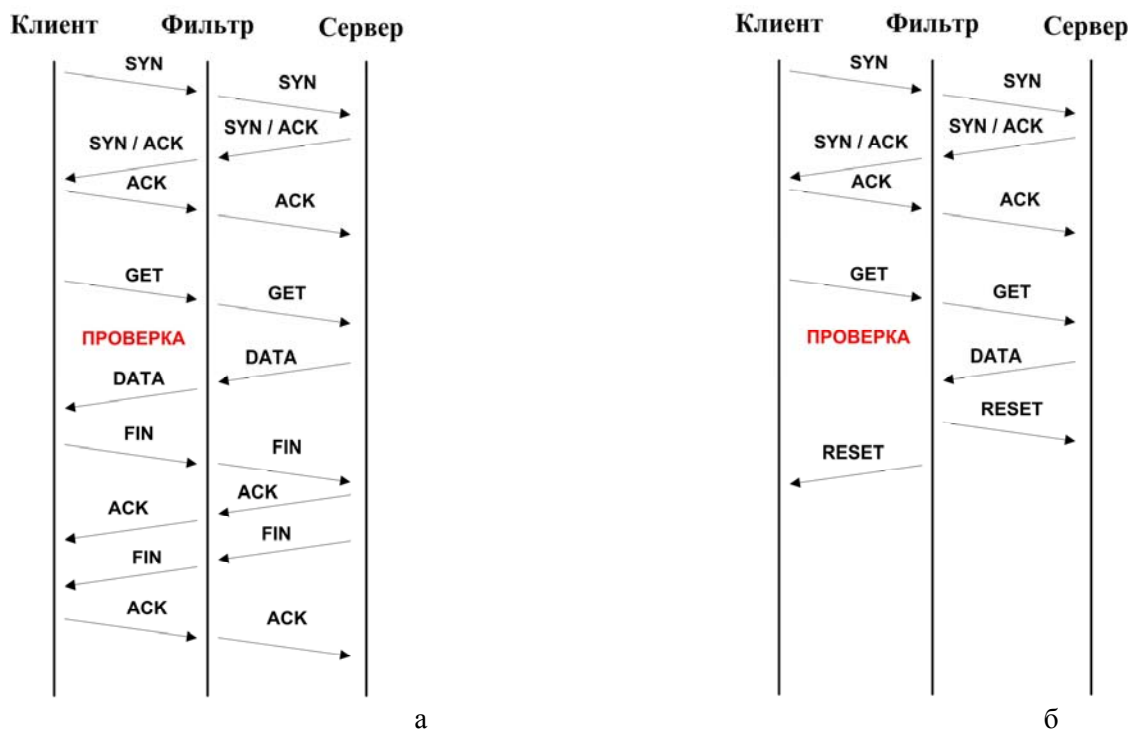 Клиент Фильтр Сервер
SYN
SYN
SYN / ACK
SYN / ACK
ACK
ACK
GET
GET
ПРОВЕРКА
DATA
DATA
FIN
FIN
ACK
ACK
FIN
FIN
ACK
ACK
а
Клиент Фильтр Сервер
SYN
SYN
SYN / ACK
SYN / ACK
ACK
ACK
GET
GET
ПРОВЕРКА
DATA
RESET
RESET
б